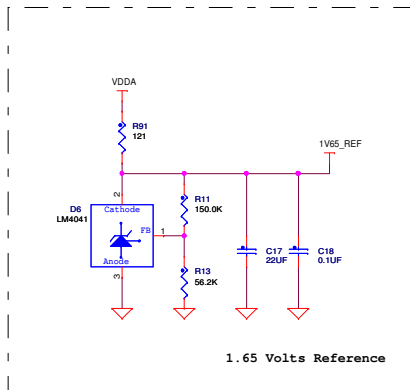 VDDA
R91
121
1V65_REF
2
D6
LM4041
Cathode
FB
1
Anode
3
R11
150.0K
R13
56.2K
C17
22UF
C18
0.1UF
1.65 Volts Reference